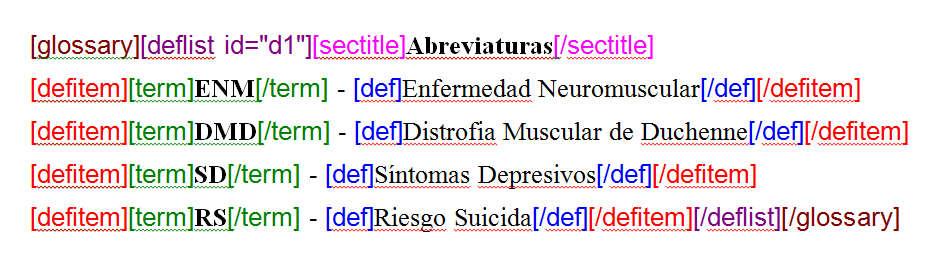 [glossary][deflist id="d1"][sectitle]Abreviaturas[/sectitle]
[defitem][term]ENM[/term] - [def]Enfermedad Neuromuscular[/def][/defitem]
[defitem][term]DMD[/term] - [def]Distrofia Muscular de Duchenne[/def][/defitem]
[defitem][term]SD[/term] - [def]Síntomas Depresivos[/def][/defitem]
[defitem][term]RS[/term] - [def]Riesgo Suicida[/def][/defitem][/deflist][/glossary]